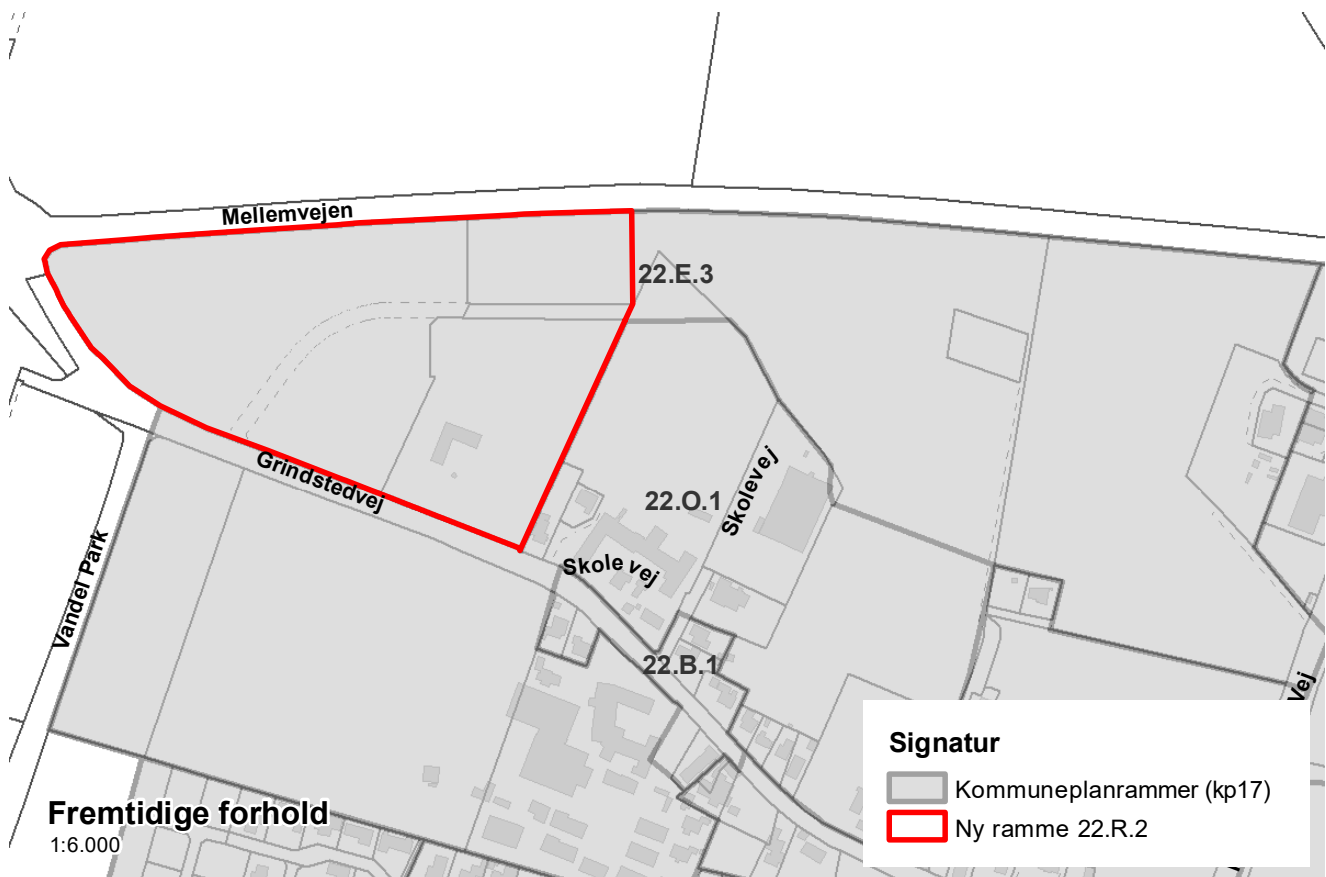 Mellemvejen
22.E.3
Grindstedvej
22.O.1
Skolevej
Skole vej
Vandel Park
22.B.1
Vej
Signatur
Kommuneplanrammer (kp17)
Ny ramme 22.R.2
Fremtidige forhold
1:6.000